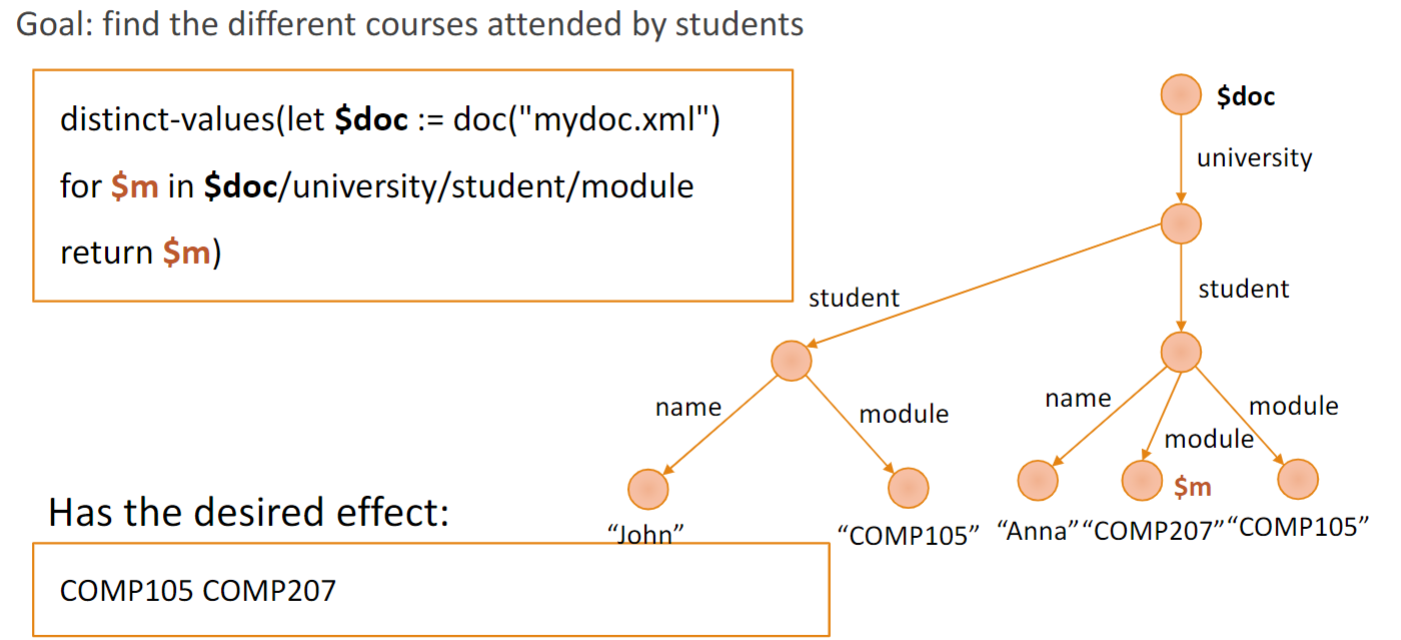 Goal: find the different courses attended by students
distinct-values(let $doc := doc("mydoc.xml")
for $m in $doc/university/student/module
return $m)
$doc
university
student
student
name
module
name
module
module
$m
“John”
“COMP105”
“Anna”
“COMP207”
“COMP105”
Has the desired effect:
COMP105 COMP207